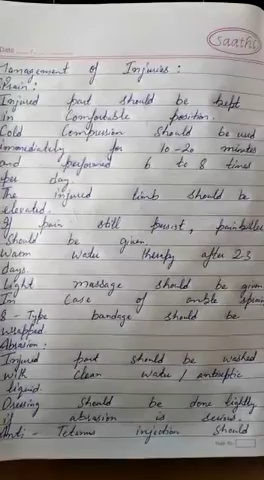 Saathi
Date
Management of Injuries :
Sprain :
Injured part should be kept
in Comfortable position.
Cold Compression should be used
immediately for 10-20 minutes
and performed 6 to 8 times
per day.
The injured limb should be
elevated.
If pain still persist, painkiller
should be given.
Warm Water therapy after 2-3
days.
Light massage should be given
In Case of ankle sprain
8 - Type bandage should be
wrapped.
Abrasion :
Injured part should be washed
with Clean Water / antiseptic
liquid.
Dressing should be done tightly
if abrasion is serious.
Anti - Tetanus injection should
Page No.